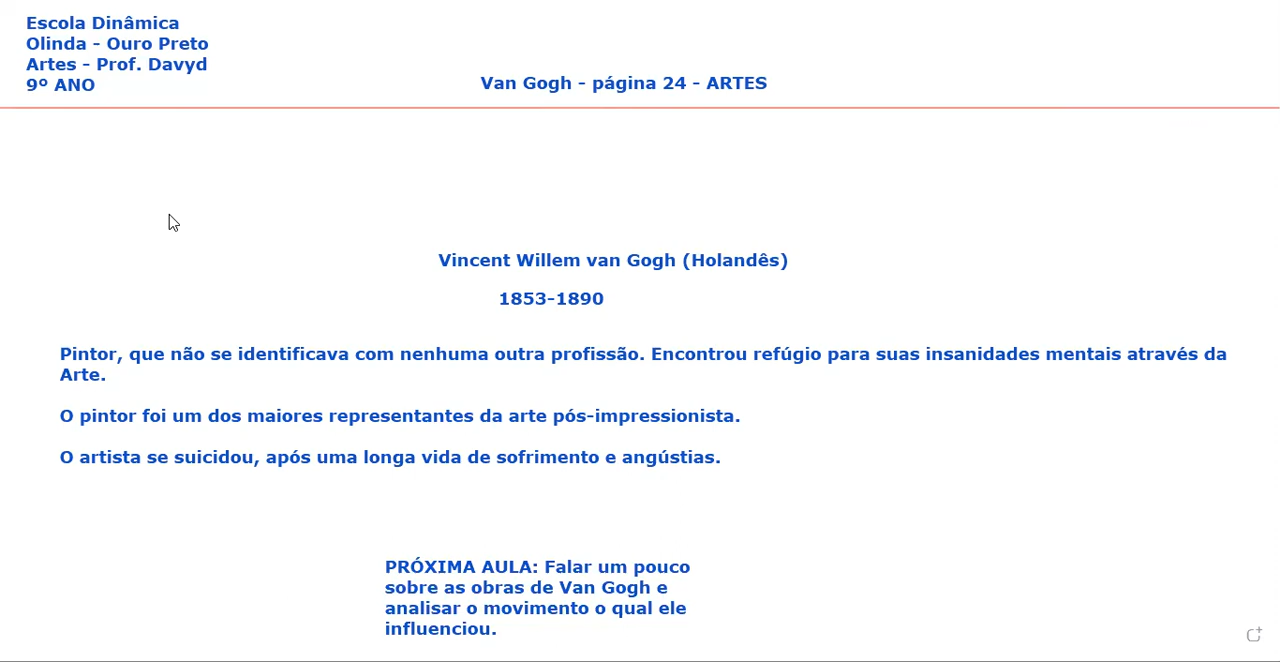 Escola Dinâmica
Olinda - Ouro Preto
Artes - Prof. Davyd
9º ANO
Van Gogh - página 24 - ARTES
Vincent Willem van Gogh (Holandês)
1853-1890
Pintor, que não se identificava com nenhuma outra profissão. Encontrou refúgio para suas insanidades mentais através da
Arte.
O pintor foi um dos maiores representantes da arte pós-impressionista.
O artista se suicidou, após uma longa vida de sofrimento e angústias.
PRÓXIMA AULA: Falar um pouco
sobre as obras de Van Gogh e
analisar o movimento o qual ele
influenciou.